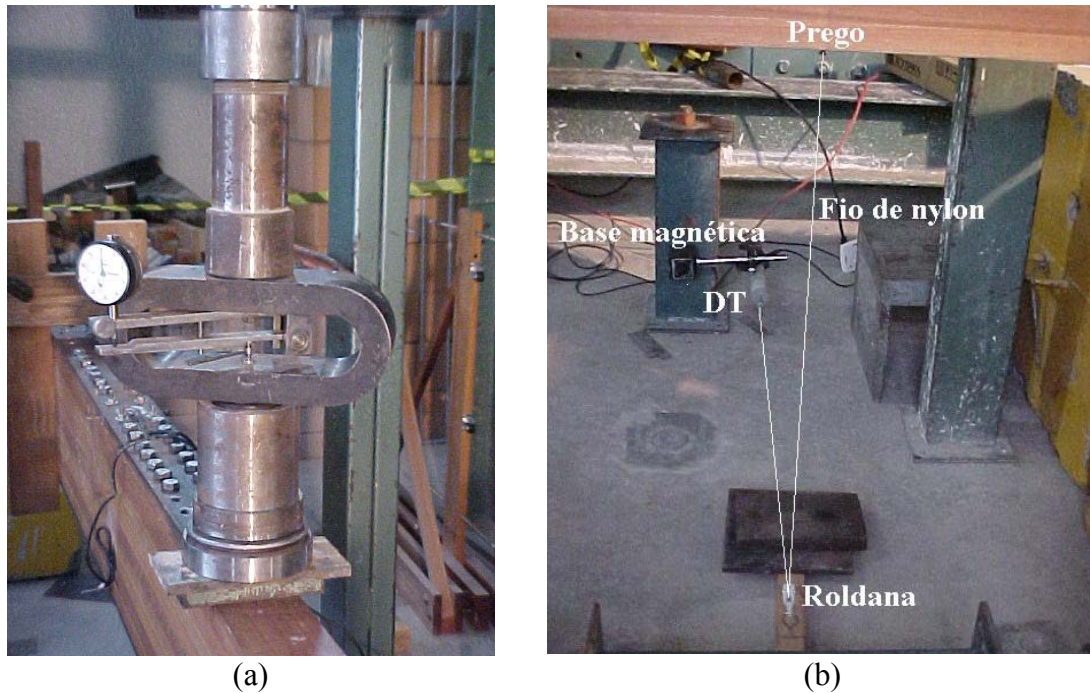 Prego
Fio de nylon
Base magnética
DT
Roldana
(a)
(b)